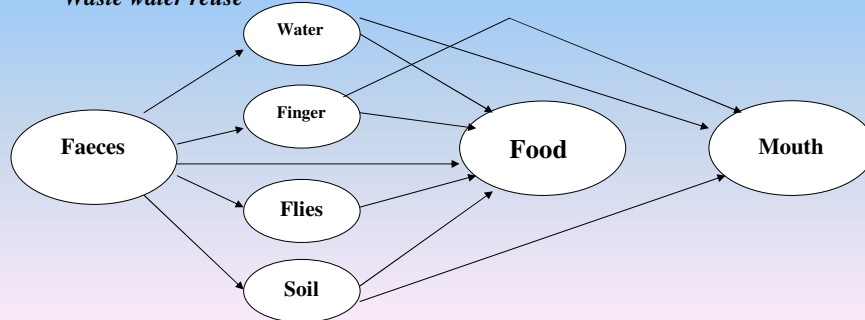 Waste water reuse
Water
Finger
Faeces
Food
Mouth
Flies
Soil